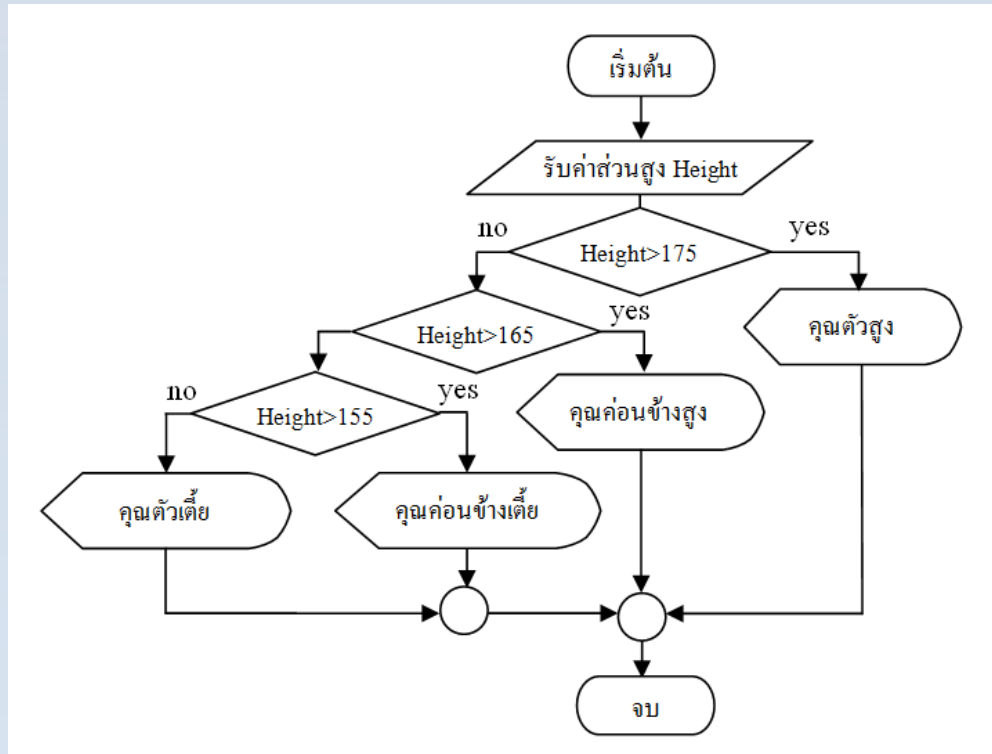 เริ่มต้น
รับค่าส่วนสูง Height
no
yes
Height>175
yes
คุณตัวสูง
Height>165
no
yes
คุณค่อนข้างสูง
Height>155
คุณตัวเตี้ย
คุณค่อนข้างเตี้ย
จบ